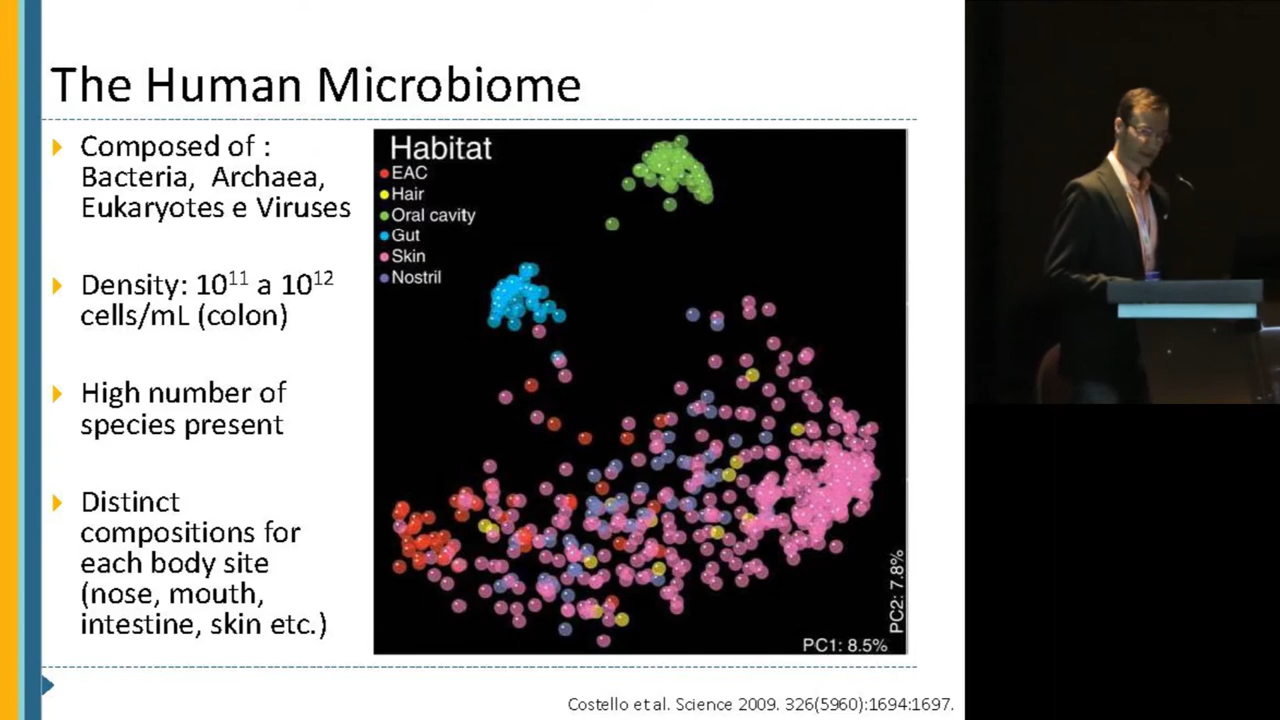 The Human Microbiome
Composed of :
Bacteria, Archaea,
Eukaryotes e Viruses
Density: 10¹¹ a 10¹²
cells/mL (colon)
High number of
species present
Distinct
compositions for
each body site
(nose, mouth,
intestine, skin etc.)
Habitat
EAC
Hair
Oral cavity
Gut
Skin
Nostril
PC2: 7.8%
PC1: 8.5%
Costello et al. Science 2009. 326(5960):1694:1697.